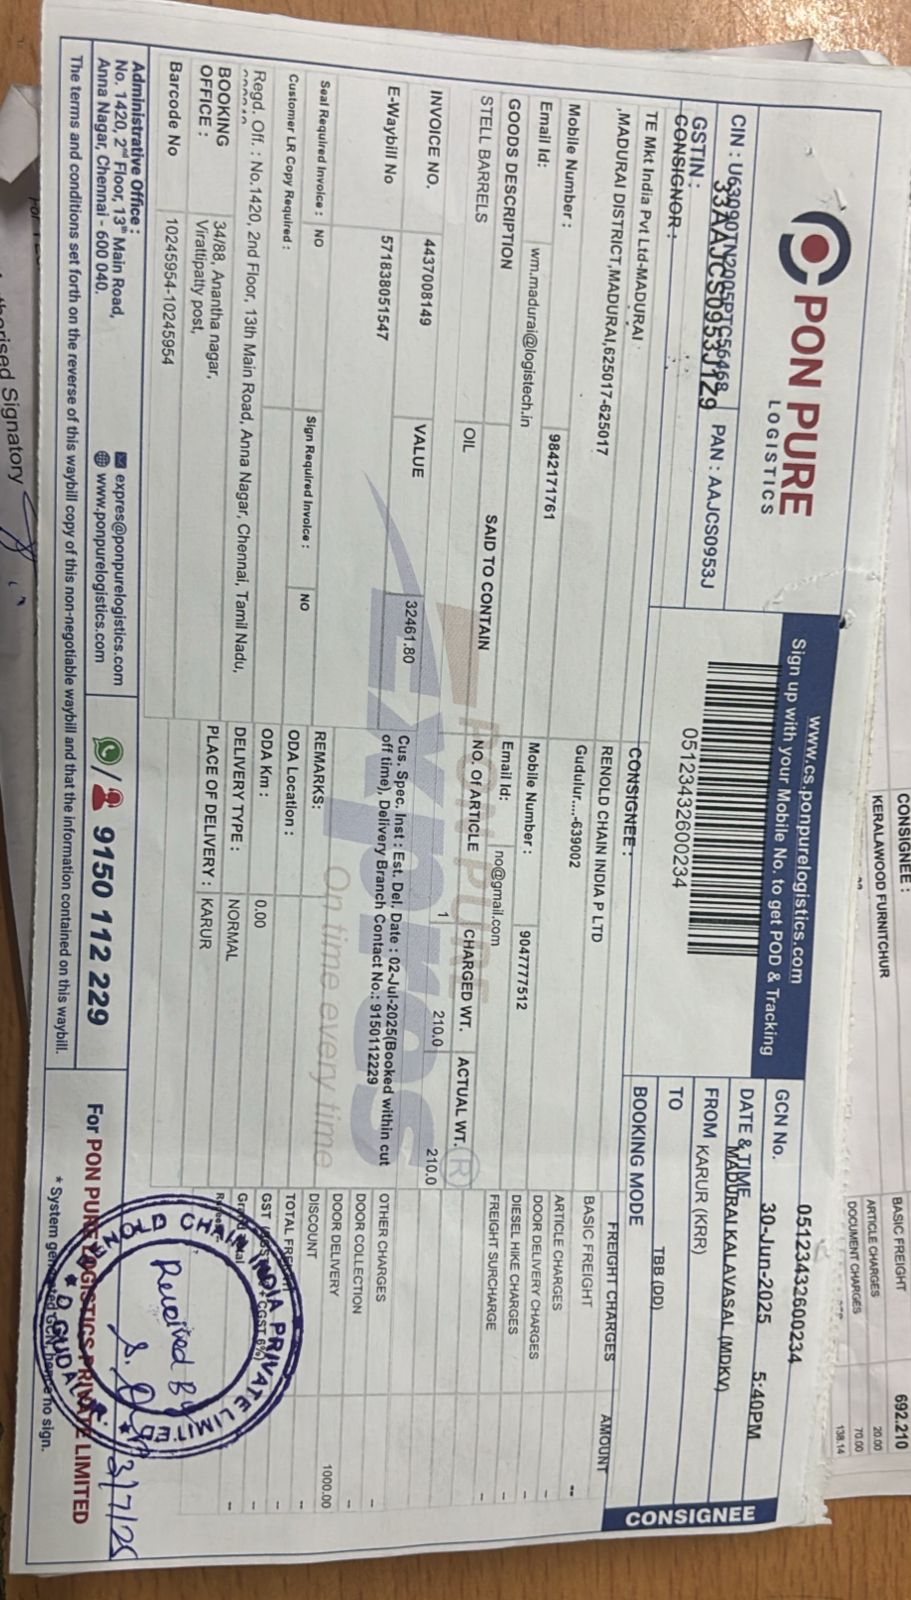 PON PURE
LOGISTICS
CIN : U63090TN2005PTC56468
GSTIN : 33AAJCS0953J1Z9 PAN : AAJCS0953J
www.cs.ponpurelogistics.com
Sign up with your Mobile No. to get POD & Tracking
05123432600234
GCN No. 05123432600234
DATE & TIME 30-Jun-2025 5:40PM
FROM MADURAI KALAVASAL (MDKV)
TO KARUR (KRR)
BOOKING MODE TBB (DD)
CONSIGNEE
CONSIGNOR :
TE Mkt India Pvt Ltd-MADURAI
,MADURAI DISTRICT,MADURAI,625017-625017
Mobile Number : 9842171761
Email Id: wm.madurai@logistech.in
CONSIGNEE :
RENOLD CHAIN INDIA P LTD
Gudulur....-639002
Mobile Number : 9047777512
Email Id: no@gmail.com
GOODS DESCRIPTION SAID TO CONTAIN NO. Of ARTICLE CHARGED WT. ACTUAL WT.
STELL BARRELS OIL 1 210.0 210.0
INVOICE NO. 4437008149 VALUE 32461.80
E-Waybill No 571838051547
Cus. Spec. Inst : Est. Del. Date : 02-Jul-2025(Booked within cut
off time), Delivery Branch Contact No.: 9150112229
PON PURE
Express
On time every time
R
Seal Required Invoice : NO Sign Required Invoice : NO
Customer LR Copy Required :
Regd. Off. : No.1420, 2nd Floor, 13th Main Road, Anna Nagar, Chennai, Tamil Nadu,
BOOKING OFFICE : 34/88, Anantha nagar,
Virattipatty post,
Barcode No 10245954-10245954
REMARKS:
ODA Location :
ODA Km : 0.00
DELIVERY TYPE : NORMAL
PLACE OF DELIVERY : KARUR
FREIGHT CHARGES AMOUNT
BASIC FREIGHT --
ARTICLE CHARGES –
DOOR DELIVERY CHARGES –
DIESEL HIKE CHARGES –
FREIGHT SURCHARGE –
OTHER CHARGES –
DOOR COLLECTION –
DOOR DELIVERY 1000.00
DISCOUNT –
TOTAL FREIGHT –
GST CGST 6%) –
Grand Total --
Administrative Office :
No. 1420, 2nd Floor, 13th Main Road,
Anna Nagar, Chennai - 600 040.
expres@ponpurelogistics.com
www.ponpurelogistics.com
9150 112 229
The terms and conditions set forth on the reverse of this waybill copy of this non-negotiable waybill and that the information contained on this waybill.
For PON PURE LOGISTICS PRIVATE LIMITED
* System generated GCN, hence no sign.
RENOLD CHAIN INDIA PRIVATE LIMITED
Received By
3/7/25
CONSIGNEE :
KERALAWOOD FURNITCHUR
BASIC FREIGHT 692.210
ARTICLE CHARGES 20.00
DOCUMENT CHARGES 70.00
138.14
Signatory